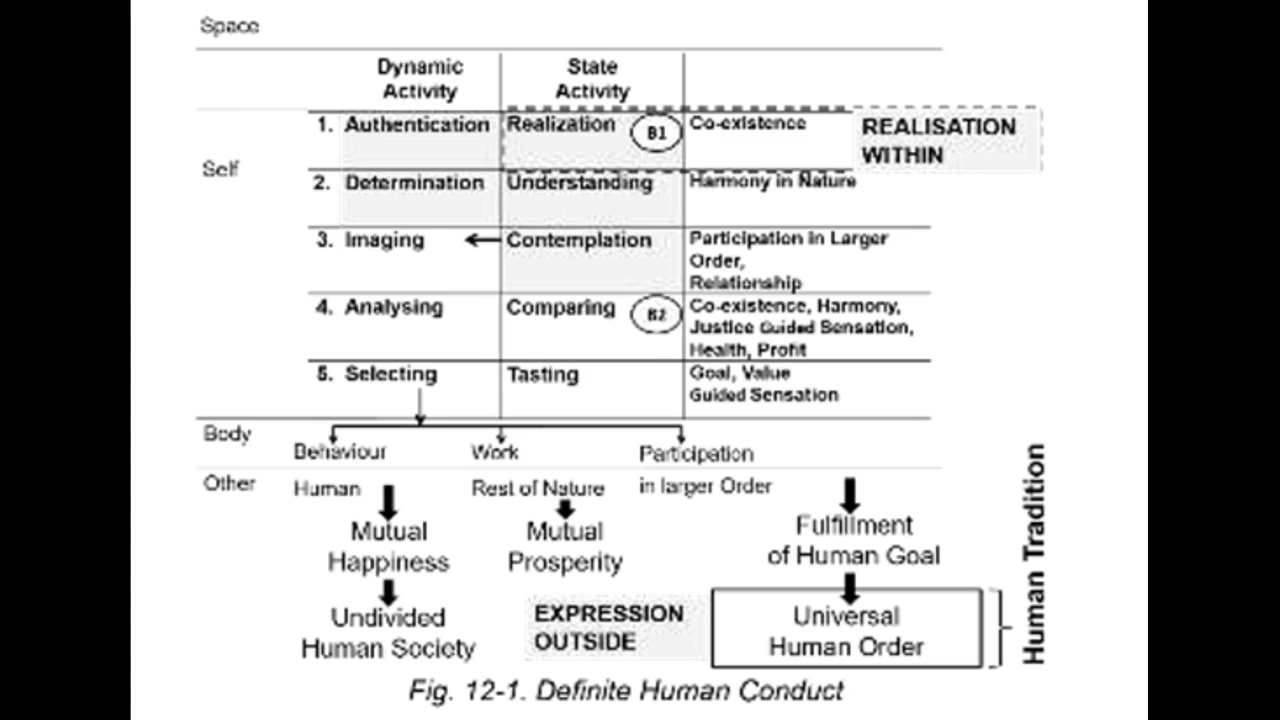 Space
Dynamic Activity State Activity
1. Authentication Realization B1 Co-existence REALISATION WITHIN
Self
2. Determination Understanding Harmony in Nature
3. Imaging Contemplation Participation in Larger Order, Relationship
4. Analysing Comparing B2 Co-existence, Harmony, Justice Guided Sensation, Health, Profit
5. Selecting Tasting Goal, Value Guided Sensation
Body
Behaviour Work Participation
Other Human Rest of Nature in larger Order
Mutual Happiness Mutual Prosperity Fulfillment of Human Goal
Undivided Human Society EXPRESSION OUTSIDE Universal Human Order
Human Tradition
Fig. 12-1. Definite Human Conduct